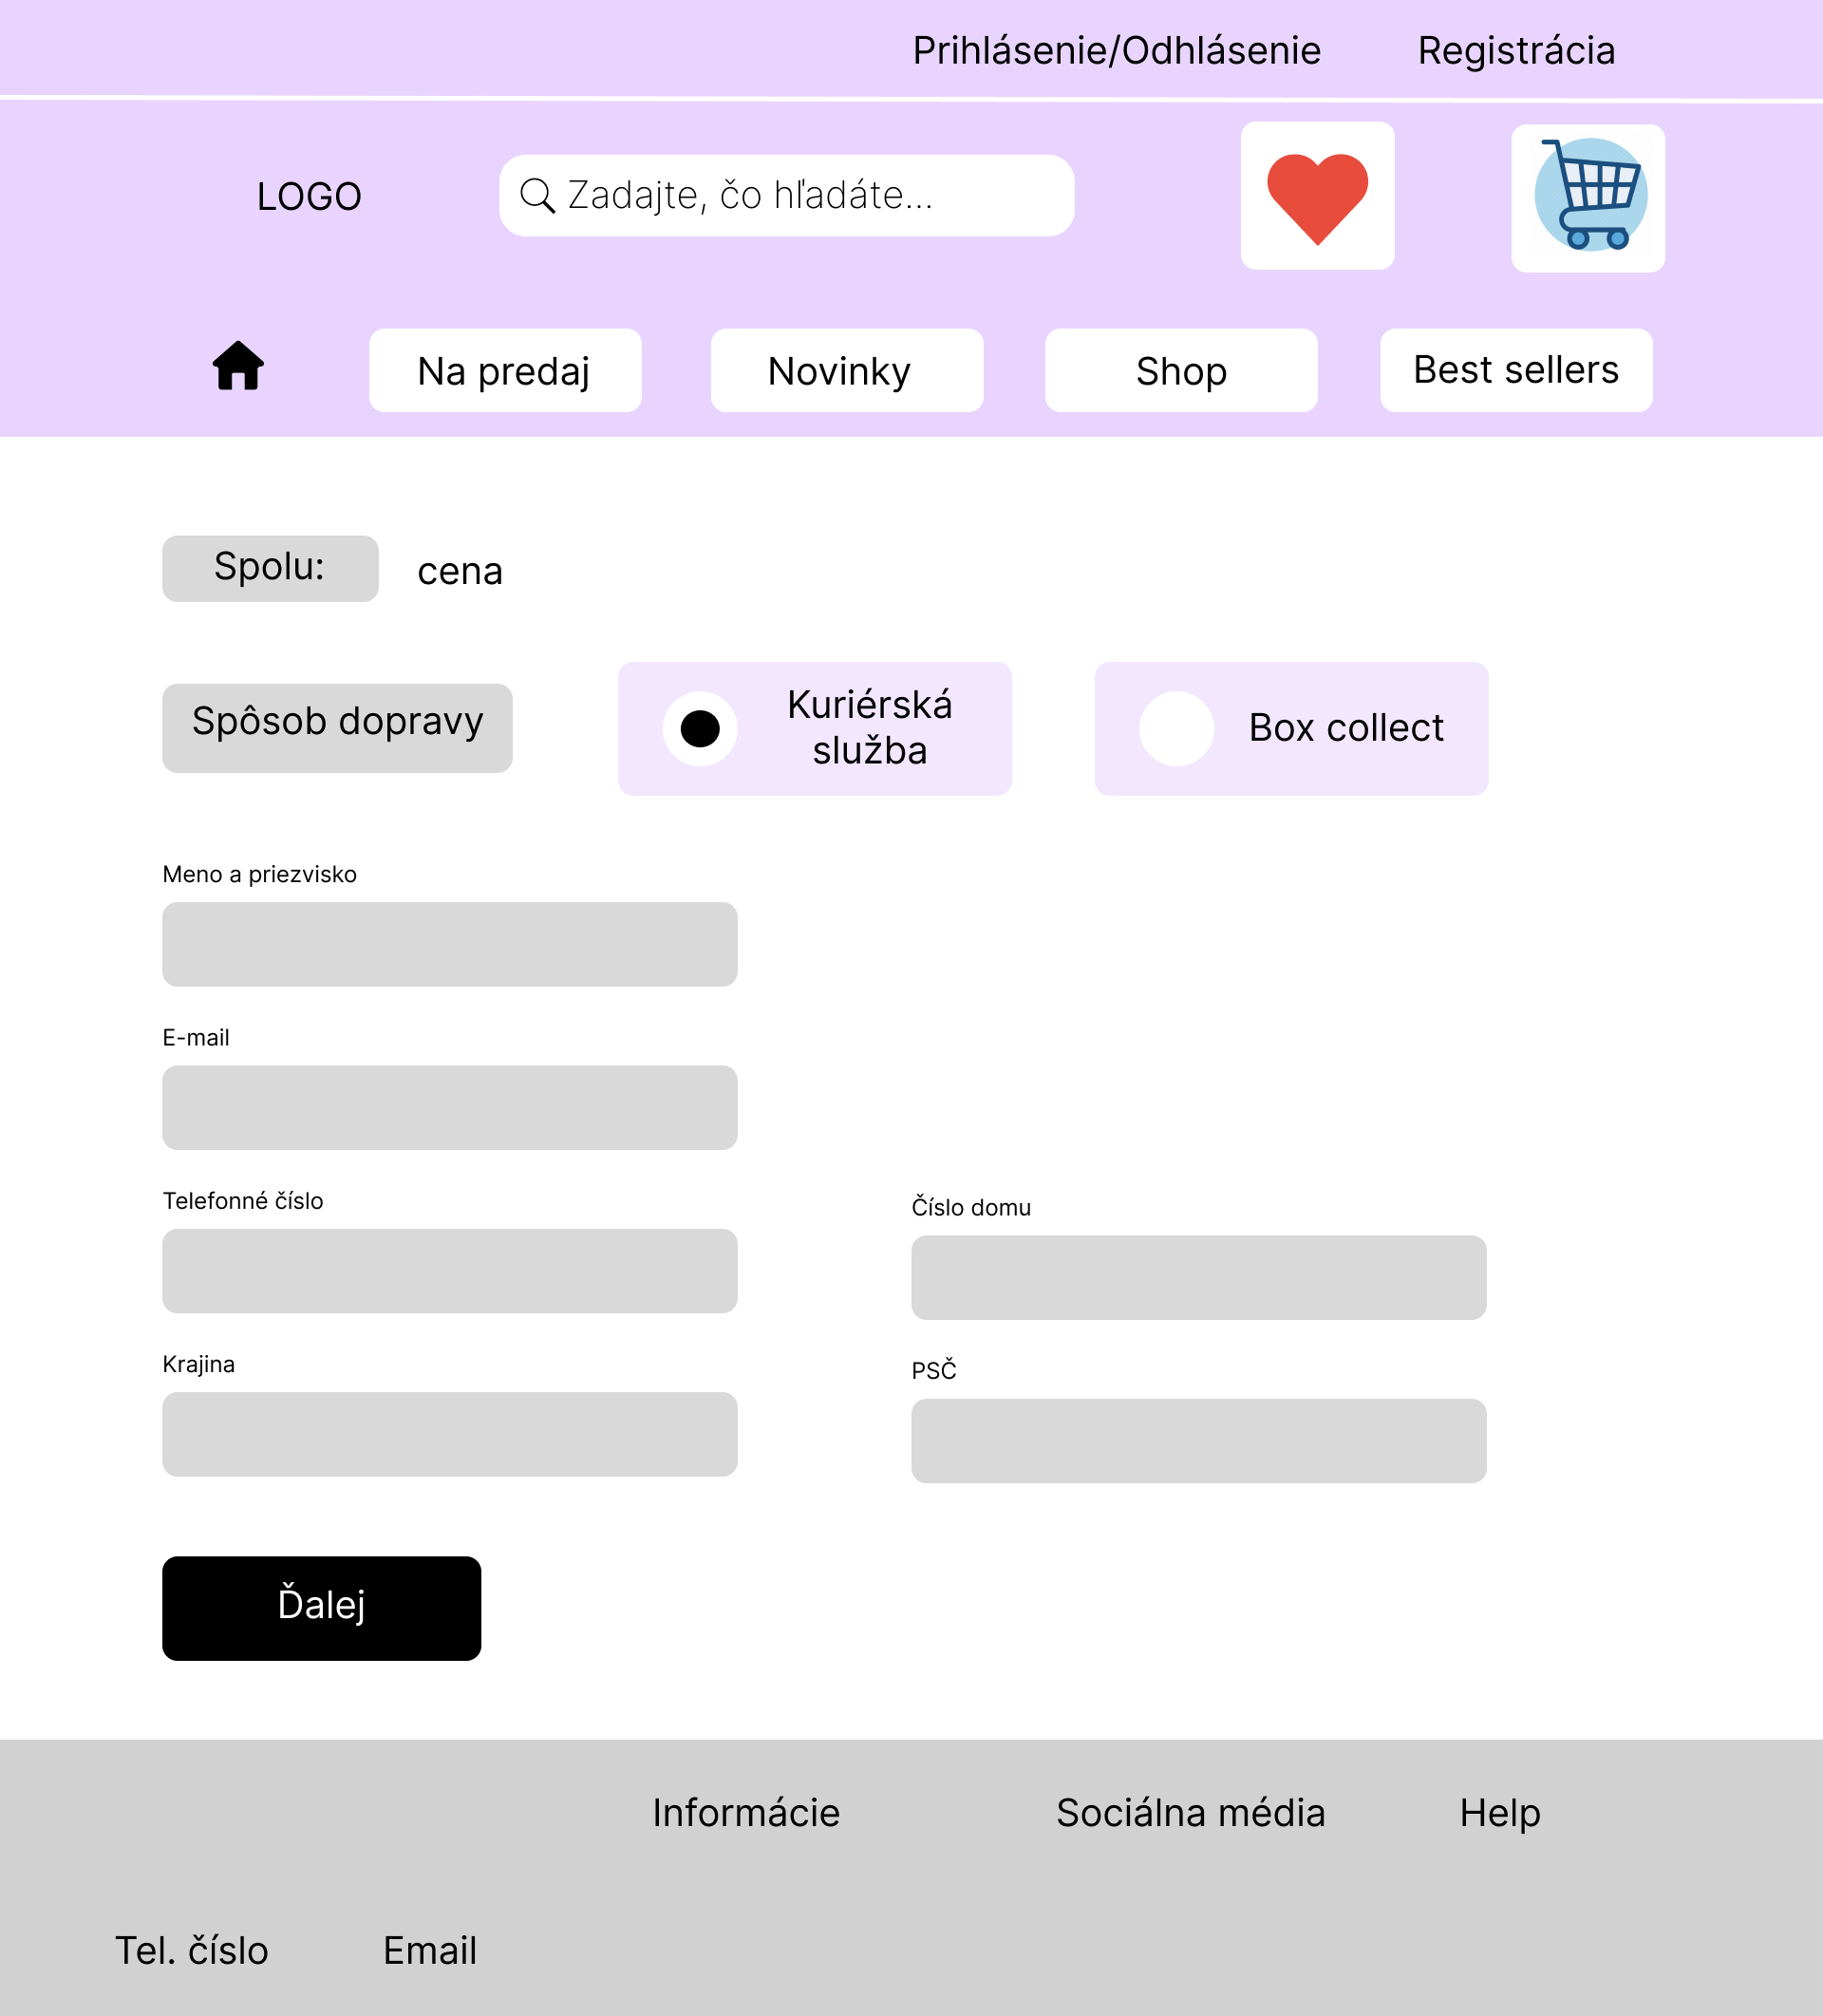 Prihlásenie/Odhlásenie
Registrácia
LOGO
Zadajte, čo hľadáte...
Na predaj
Novinky
Shop
Best sellers
Spolu:
cena
Spôsob dopravy
Kuriérská
služba
Box collect
Meno a priezvisko
E-mail
Telefonné číslo
Číslo domu
Krajina
PSČ
Ďalej
Informácie
Sociálna média
Help
Tel. číslo
Email